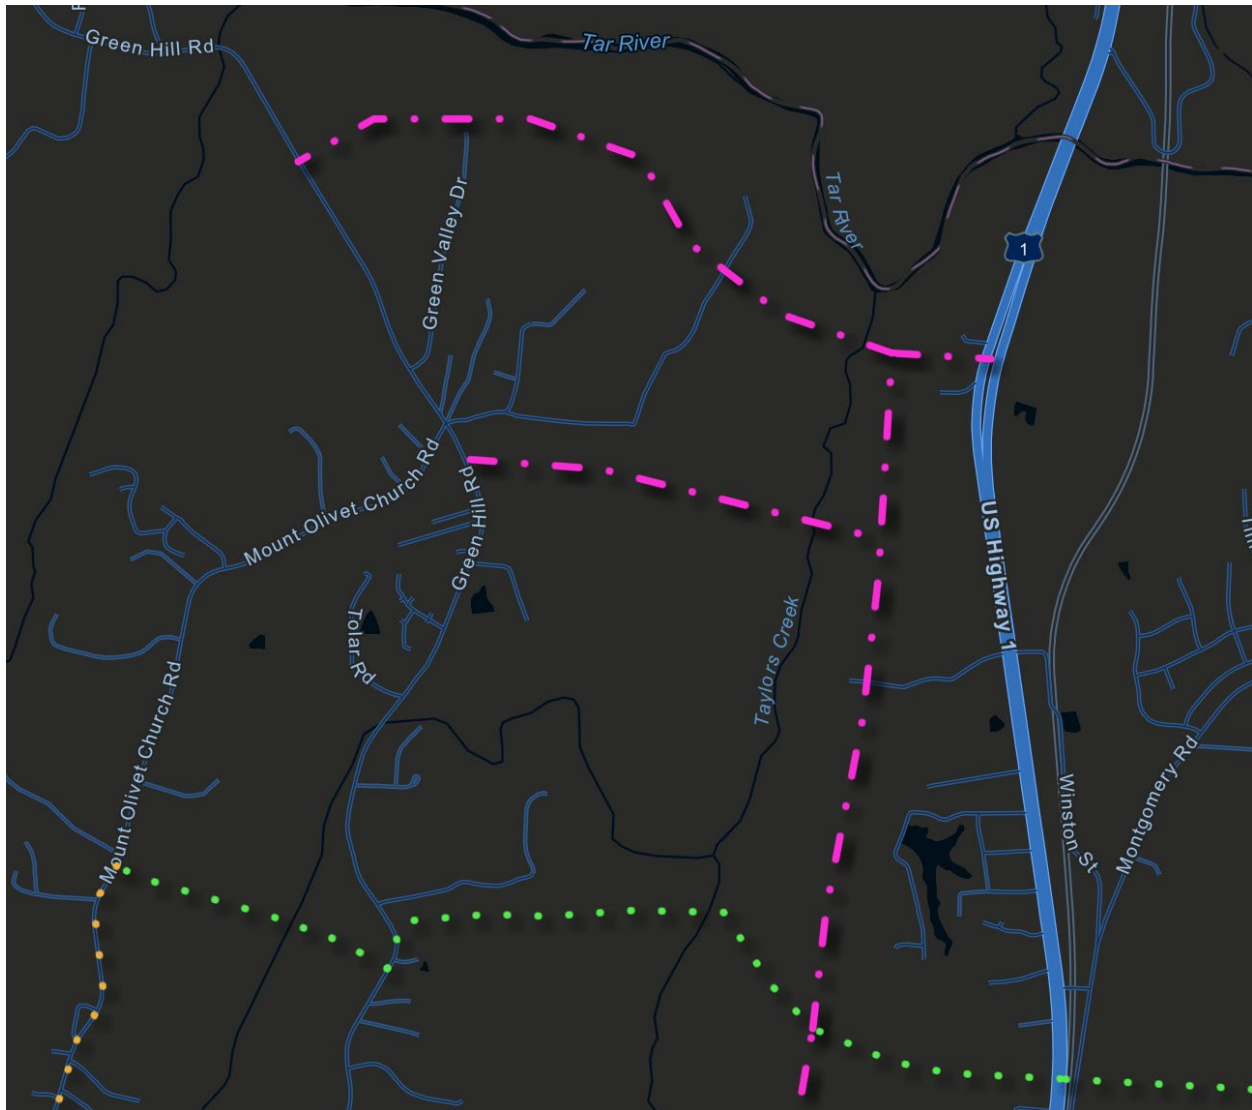 Green Hill Rd
Tar River
Tar River
1
Green Valley Dr
Mount Olivet Church Rd
Green Hill Rd
US Highway 1
Tolar Rd
Taylors Creek
Mount Olivet Church Rd
Winston St
Montgomery Rd